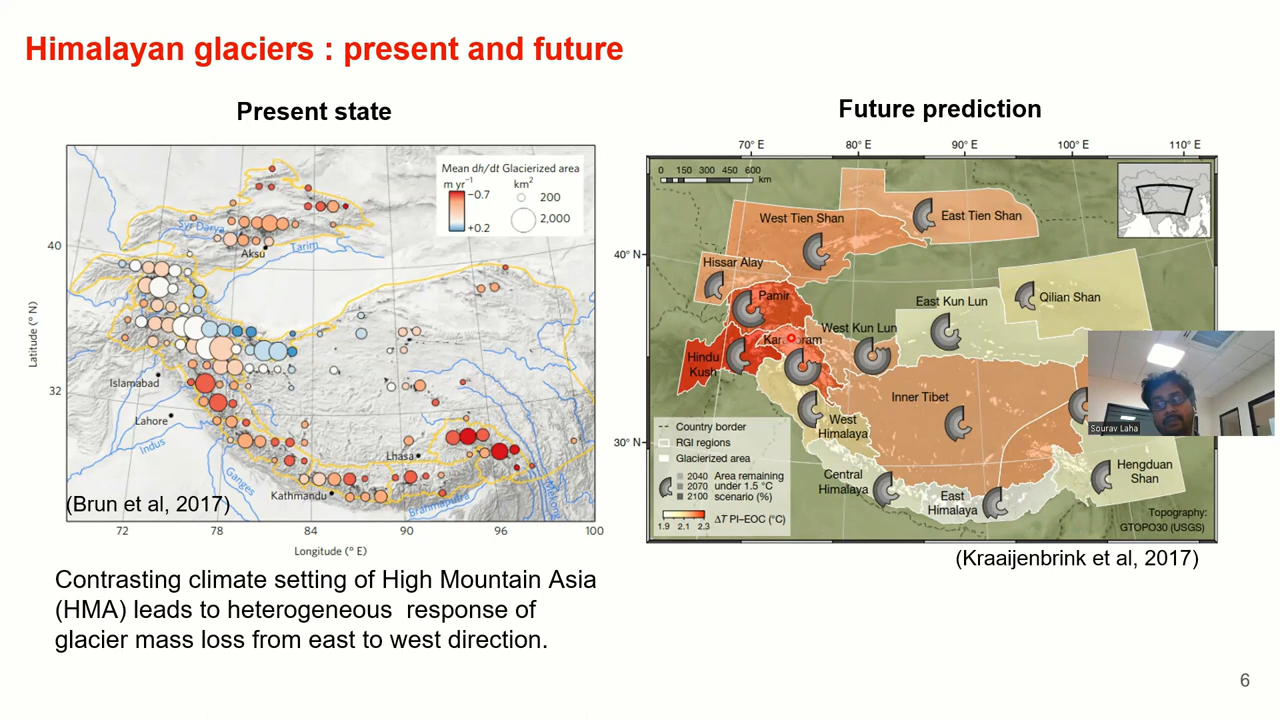 Himalayan glaciers : present and future
Present state
Future prediction
Mean dh/dt Glacierized area
m yr−1
km2
−0.7
+0.2
200
2,000
Syr Darya
Aksu
Tarim
Islamabad
Lahore
Indus
Ganges
Lhasa
Kathmandu
Brahmaputra
Mekong
40
32
Latitude (° N)
72
78
84
90
96
100
Longitude (° E)
(Brun et al, 2017)
70° E
80° E
90° E
100° E
110° E
40° N
30° N
0 150 300 450 600
km
West Tien Shan
East Tien Shan
Hissar Alay
Pamir
East Kun Lun
Qilian Shan
West Kun Lun
Hindu
Kush
Inner Tibet
West
Himalaya
Central
Himalaya
East
Himalaya
Hengduan
Shan
Country border
RGI regions
Glacierized area
2040 Area remaining
2070 under 1.5 °C
2100 scenario (%)
1.9 2.1 2.3
ΔT PI–EOC (°C)
Topography:
GTOPO30 (USGS)
Sourav Laha
(Kraaijenbrink et al, 2017)
Contrasting climate setting of High Mountain Asia
(HMA) leads to heterogeneous response of
glacier mass loss from east to west direction.
6